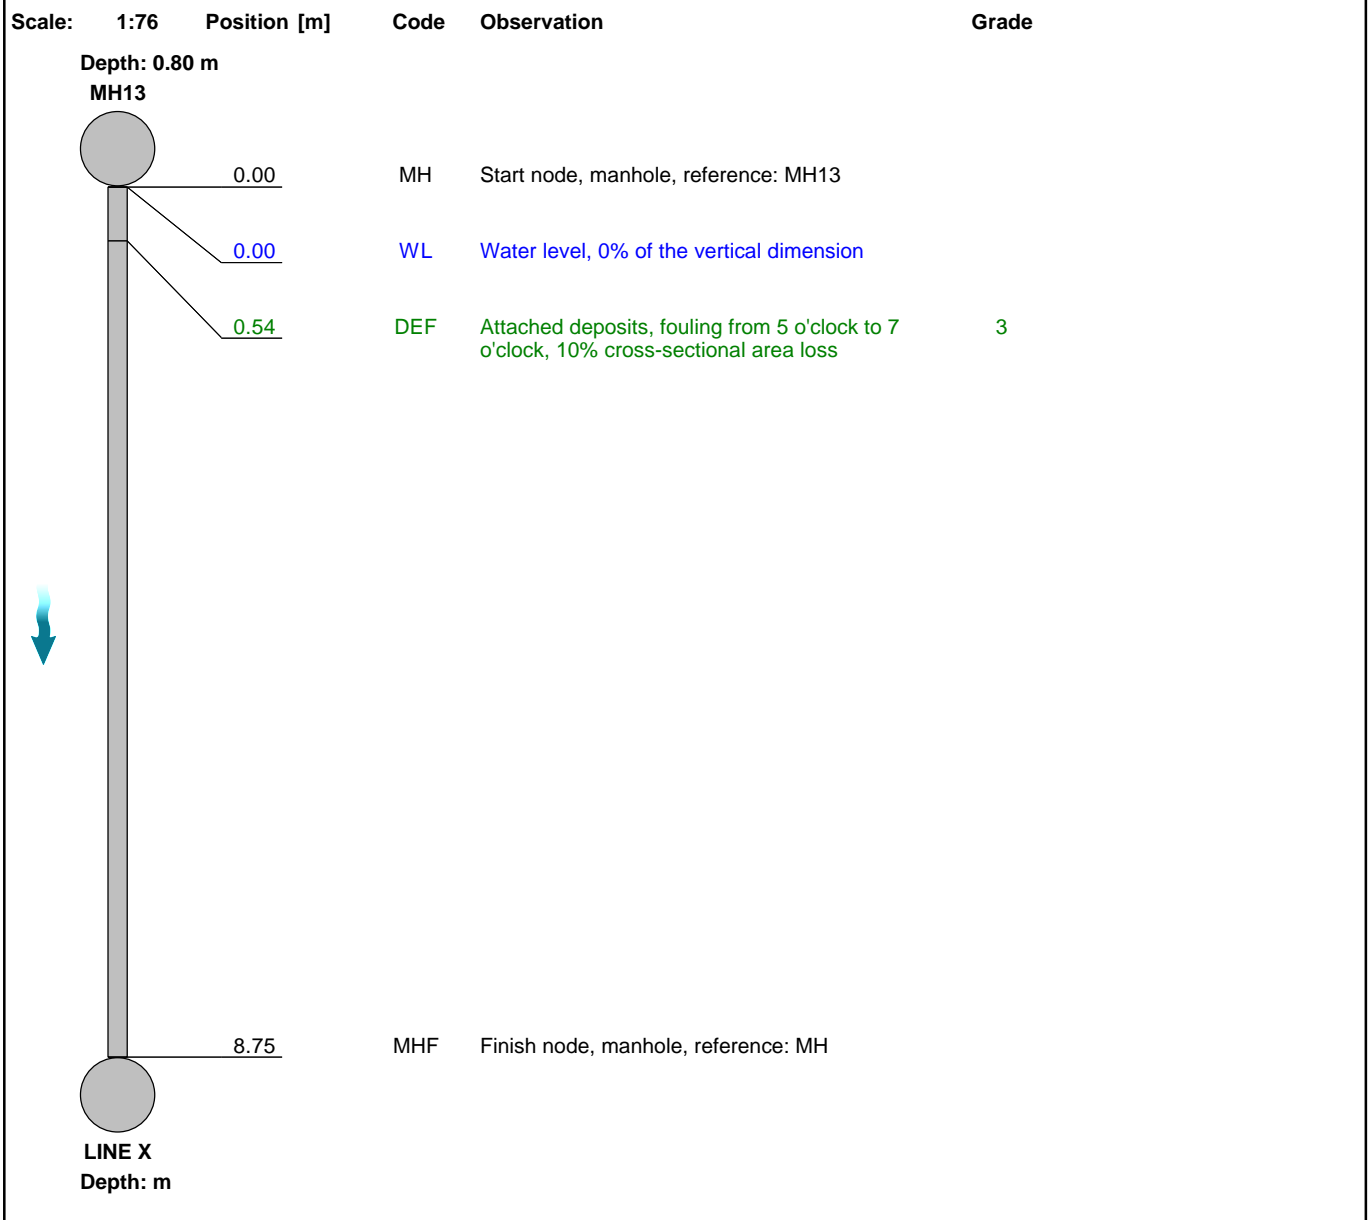 Scale: 1:76 Position [m] Code Observation Grade
Depth: 0.80 m
MH13
0.00 MH Start node, manhole, reference: MH13
0.00 WL Water level, 0% of the vertical dimension
0.54 DEF Attached deposits, fouling from 5 o'clock to 7 3
o'clock, 10% cross-sectional area loss
8.75 MHF Finish node, manhole, reference: MH
LINE X
Depth: m